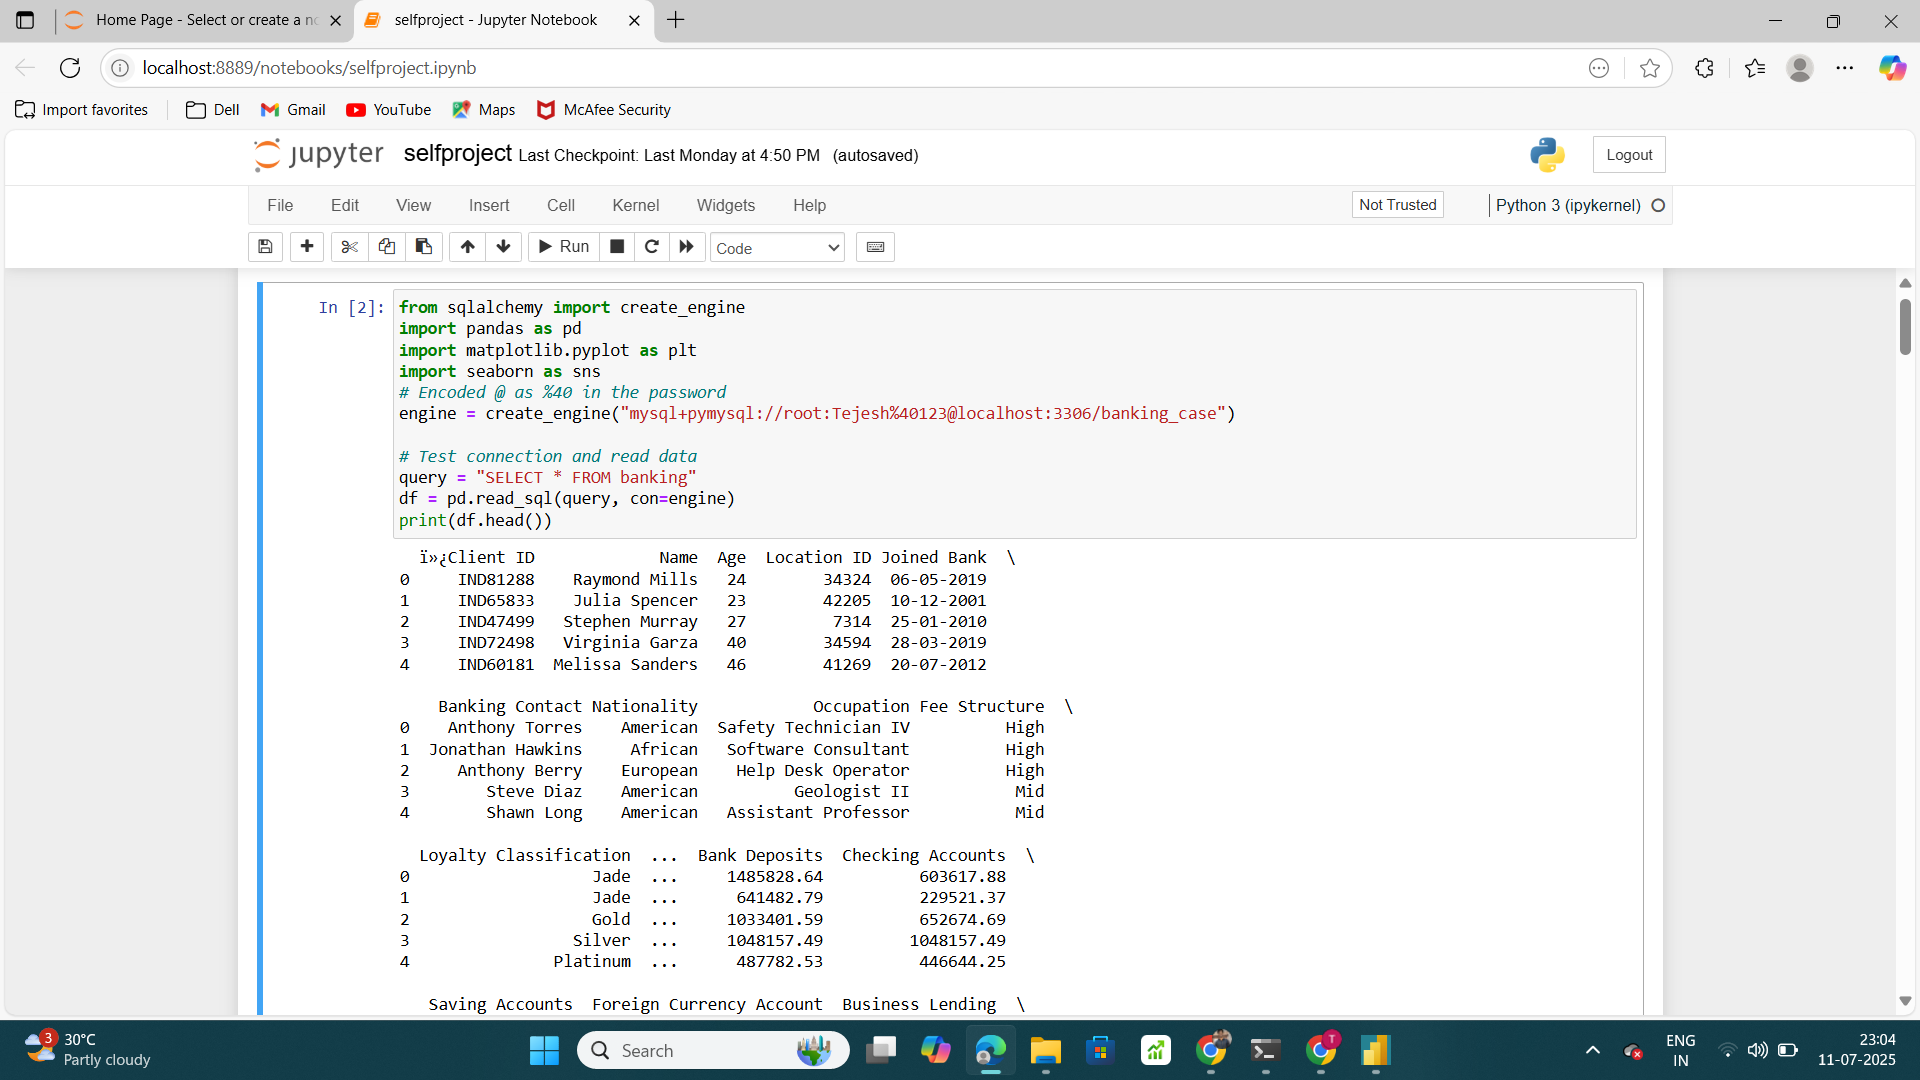 Home Page - Select or create a no
selfproject - Jupyter Notebook
localhost:8889/notebooks/selfproject.ipynb
Import favorites
Dell
Gmail
YouTube
Maps
McAfee Security
jupyter selfproject Last Checkpoint: Last Monday at 4:50 PM (autosaved)
Logout
File Edit View Insert Cell Kernel Widgets Help
Not Trusted
Python 3 (ipykernel)
Run
Code
In [2]: from sqlalchemy import create_engine
import pandas as pd
import matplotlib.pyplot as plt
import seaborn as sns
# Encoded @ as %40 in the password
engine = create_engine("mysql+pymysql://root:Tejesh%40123@localhost:3306/banking_case")
# Test connection and read data
query = "SELECT * FROM banking"
df = pd.read_sql(query, con=engine)
print(df.head())
ï»¿Client ID Name Age Location ID Joined Bank \
0 IND81288 Raymond Mills 24 34324 06-05-2019
1 IND65833 Julia Spencer 23 42205 10-12-2001
2 IND47499 Stephen Murray 27 7314 25-01-2010
3 IND72498 Virginia Garza 40 34594 28-03-2019
4 IND60181 Melissa Sanders 46 41269 20-07-2012
Banking Contact Nationality Occupation Fee Structure \
0 Anthony Torres American Safety Technician IV High
1 Jonathan Hawkins African Software Consultant High
2 Anthony Berry European Help Desk Operator High
3 Steve Diaz American Geologist II Mid
4 Shawn Long American Assistant Professor Mid
Loyalty Classification ... Bank Deposits Checking Accounts \
0 Jade ... 1485828.64 603617.88
1 Jade ... 641482.79 229521.37
2 Gold ... 1033401.59 652674.69
3 Silver ... 1048157.49 1048157.49
4 Platinum ... 487782.53 446644.25
Saving Accounts Foreign Currency Account Business Lending \
3
30°C
Partly cloudy
Search
T
ENG
IN
23:04
11-07-2025